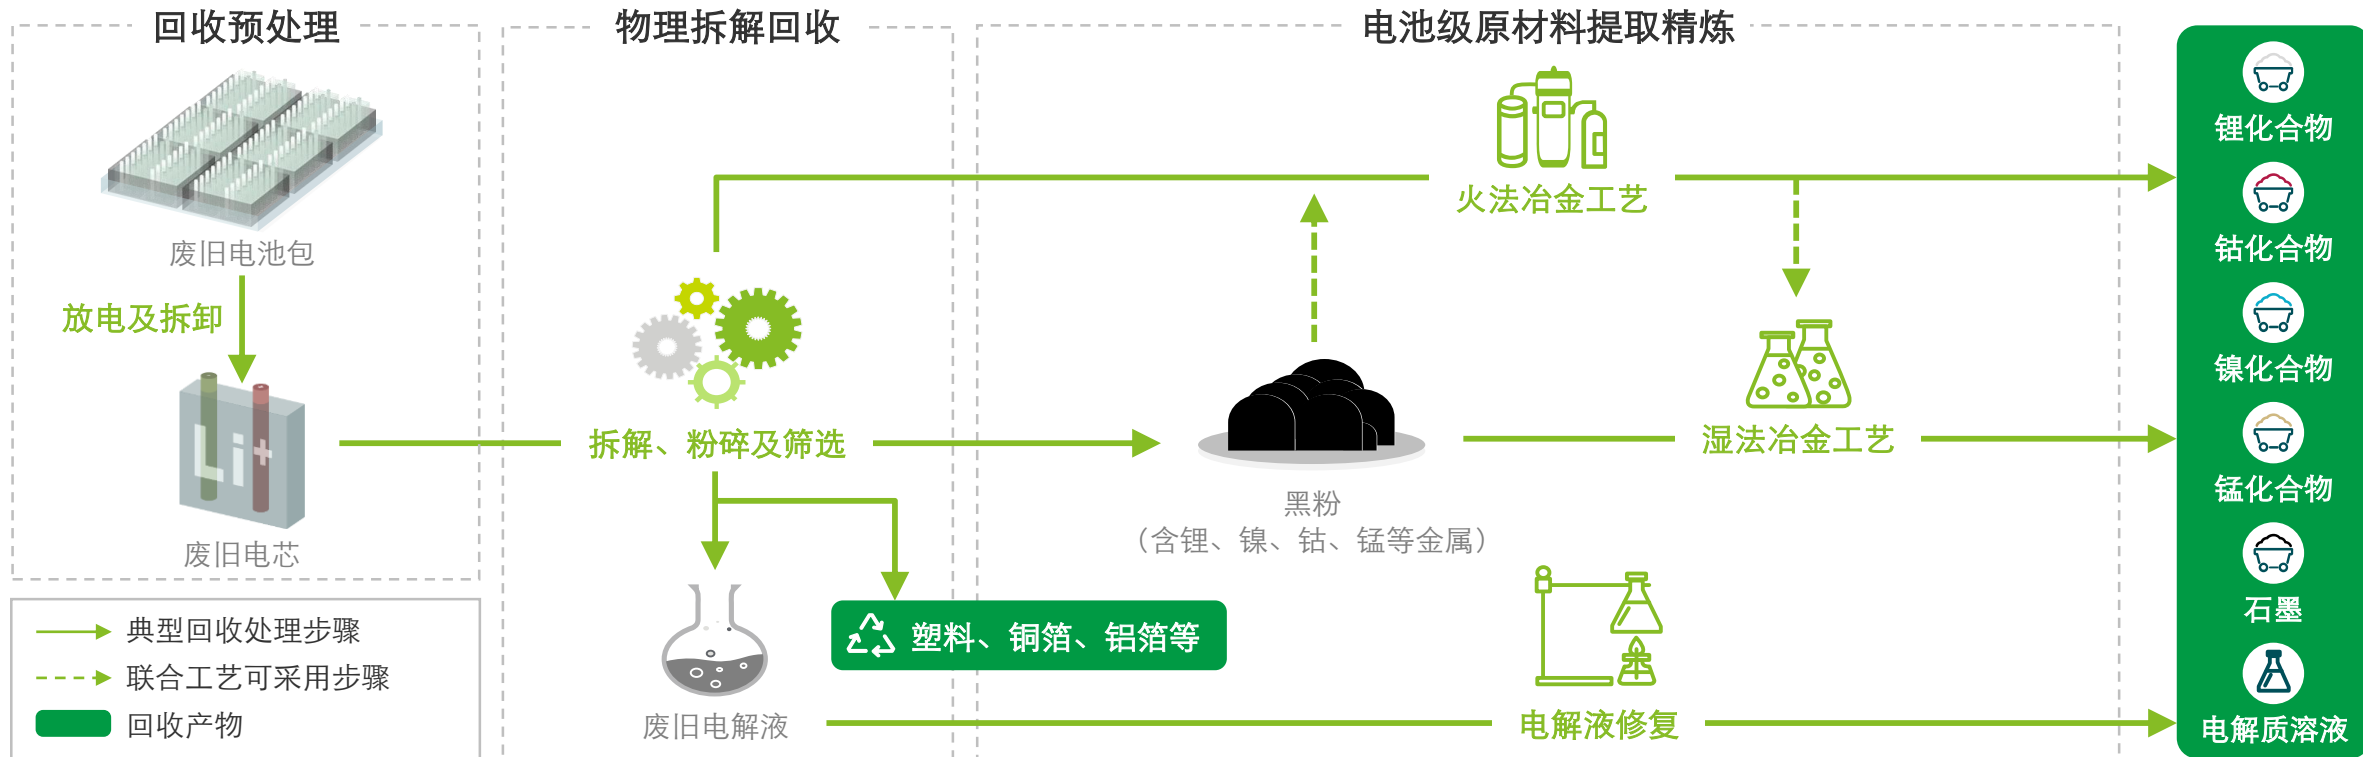 回收预处理
物理拆解回收
电池级原材料提取精炼
废旧电池包
放电及拆卸
Li+
废旧电芯
典型回收处理步骤
联合工艺可采用步骤
回收产物
拆解、粉碎及筛选
废旧电解液
塑料、铜箔、铝箔等
火法冶金工艺
黑粉
（含锂、镍、钴、锰等金属）
湿法冶金工艺
电解液修复
锂化合物
钴化合物
镍化合物
锰化合物
石墨
电解质溶液